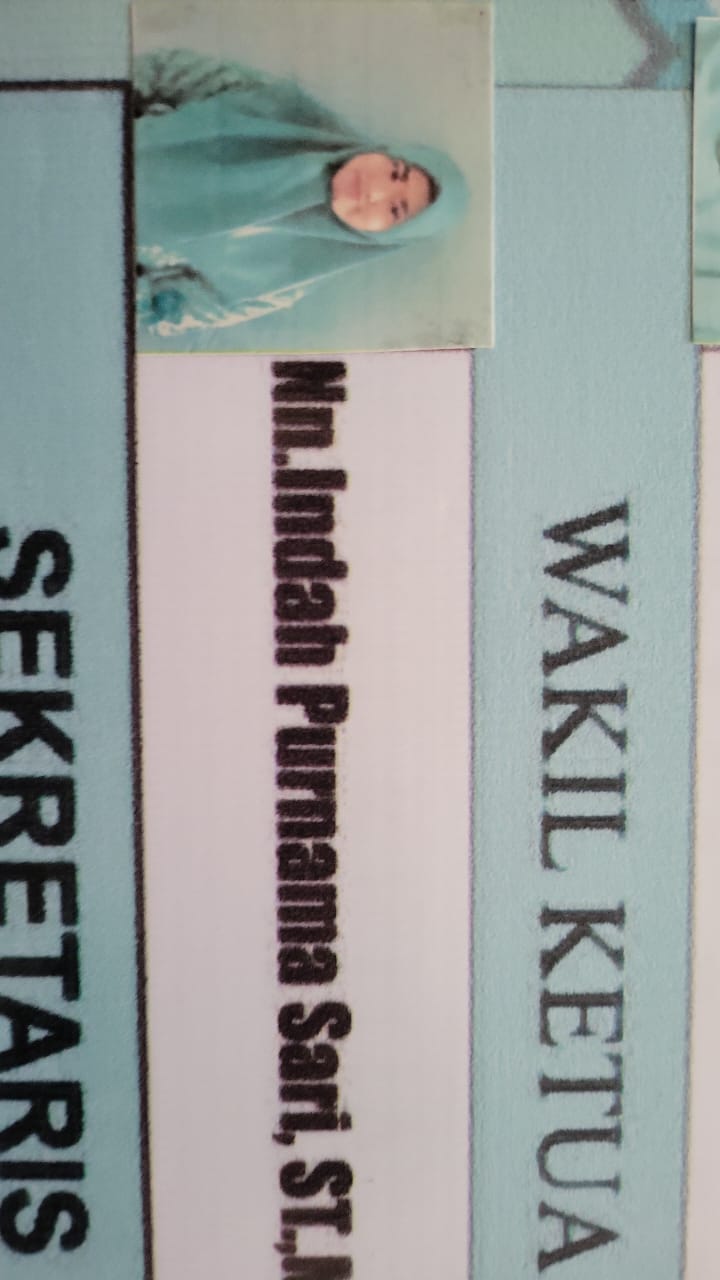 WAKIL KETUA
Nn.Indah Purnama Sari, ST.,
SEKRETARIS